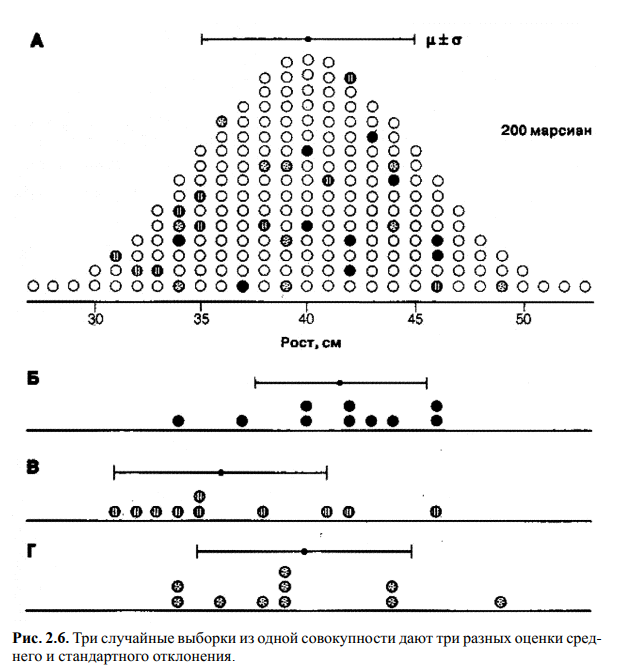 А
μ ± σ
200 марсиан
30 35 40 45 50
Рост, см
Б
В
Г
Рис. 2.6. Три случайные выборки из одной совокупности дают три разных оценки сред-
него и стандартного отклонения.